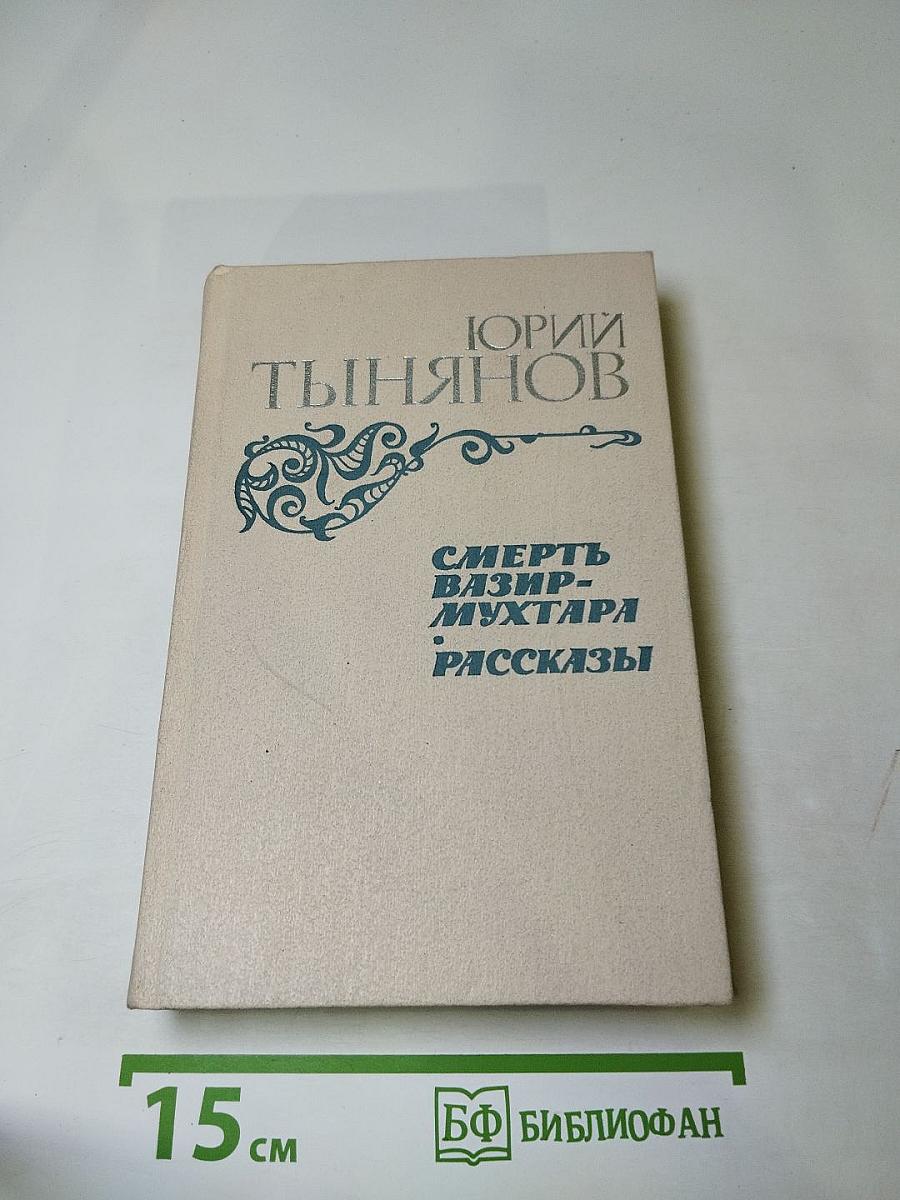 ЮРИЙ
ТЫНЯНОВ
СМЕРТЬ
ВАЗИР-
МУХТАРА
•
РАССКАЗЫ
15 см
БФ БИБЛИОФАН